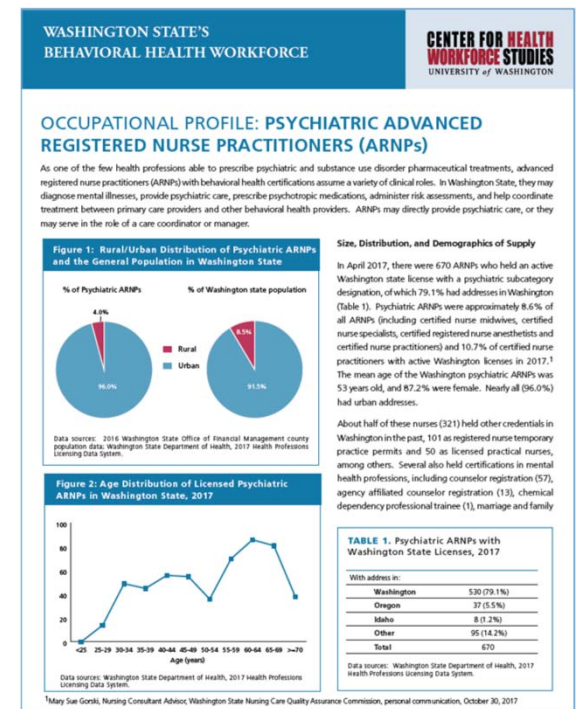 WASHINGTON STATE'S
BEHAVIORAL HEALTH WORKFORCE
CENTER FOR HEALTH
WORKFORCE STUDIES
UNIVERSITY of WASHINGTON
OCCUPATIONAL PROFILE: PSYCHIATRIC ADVANCED
REGISTERED NURSE PRACTITIONERS (ARNPs)
As one of the few health professions able to prescribe psychiatric and substance use disorder pharmaceutical treatments, advanced
registered nurse practitioners (ARNPs) with behavioral health certifications assume a variety of clinical roles. In Washington State, they may
diagnose mental illnesses, provide psychiatric care, prescribe psychotropic medications, administer risk assessments, and help coordinate
treatment between primary care providers and other behavioral health providers. ARNPs may directly provide psychiatric care, or they
may serve in the role of a care coordinator or manager.
Figure 1: Rural/Urban Distribution of Psychiatric ARNPs
and the General Population in Washington State
% of Psychiatric ARNPs
% of Washington state population
4.0%
96.0%
Rural
Urban
8.5%
91.5%
Data sources: 2016 Washington State Office of Financial Management county
population data; Washington State Department of Health, 2017 Health Professions
Licensing Data System.
Figure 2: Age Distribution of Licensed Psychiatric
ARNPs in Washington State, 2017
100
80
60
40
20
0
<25 25-29 30-34 35-39 40-44 45-49 50-54 55-59 60-64 65-69 >=70
Age (years)
Data sources: Washington State Department of Health, 2017 Health Professions
Licensing Data System.
Size, Distribution, and Demographics of Supply
In April 2017, there were 670 ARNPs who held an active
Washington state license with a psychiatric subcategory
designation, of which 79.1% had addresses in Washington
(Table 1). Psychiatric ARNPs were approximately 8.6% of
all ARNPs (including certified nurse midwives, certified
nurse specialists, certified registered nurse anesthetists and
certified nurse practitioners) and 10.7% of certified nurse
practitioners with active Washington licenses in 2017.1
The mean age of the Washington psychiatric ARNPs was
53 years old, and 87.2% were female. Nearly all (96.0%)
had urban addresses.
About half of these nurses (321) held other credentials in
Washington in the past, 101 as registered nurse temporary
practice permits and 50 as licensed practical nurses,
among others. Several also held certifications in mental
health professions, including counselor registration (57),
agency affiliated counselor registration (13), chemical
dependency professional trainee (1), marriage and family
TABLE 1. Psychiatric ARNPs with
Washington State Licenses, 2017
With address in:
Washington 530 (79.1%)
Oregon 37 (5.5%)
Idaho 8 (1.2%)
Other 95 (14.2%)
Total 670
Data sources: Washington State Department of Health, 2017
Health Professions Licensing Data System.
1Mary Sue Gorski, Nursing Consultant Advisor, Washington State Nursing Care Quality Assurance Commission, personal communication, October 30, 2017